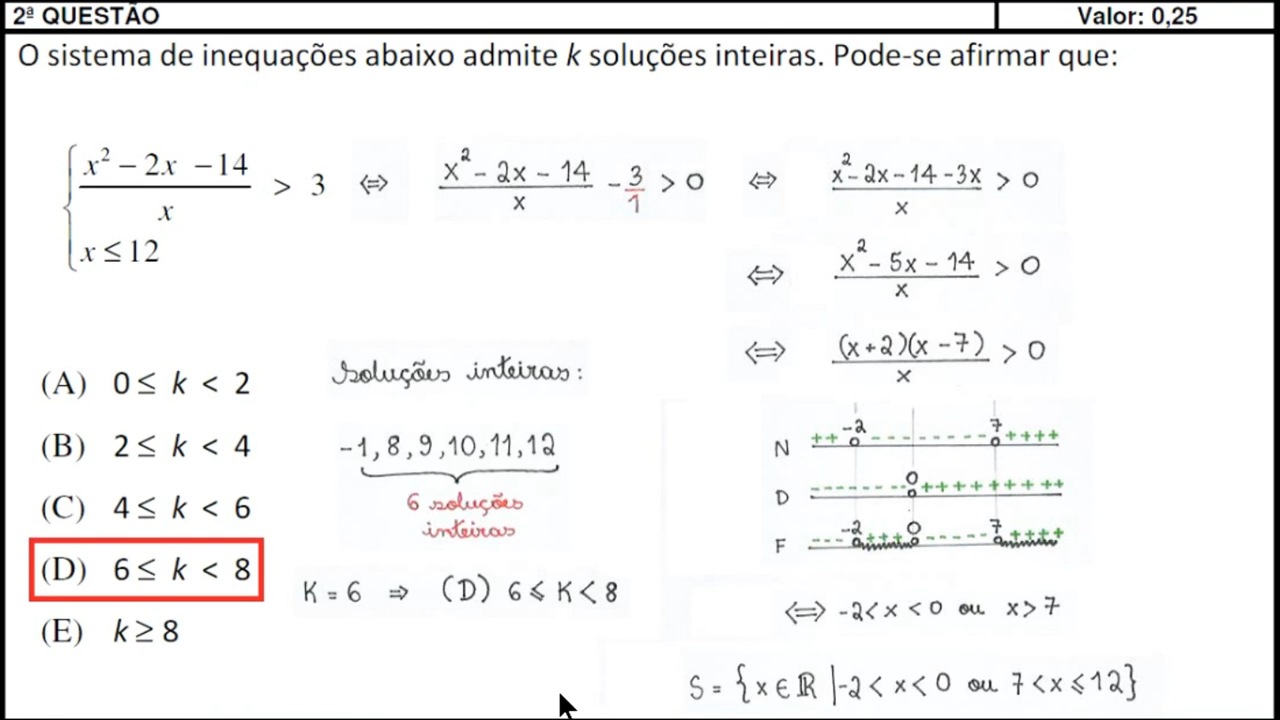 2ª QUESTÃO Valor: 0,25
O sistema de inequações abaixo admite k soluções inteiras. Pode-se afirmar que:
{ (x² − 2x − 14)/x > 3 ⇔ (x² - 2x - 14)/x - 3/1 > 0 ⇔ (x² - 2x - 14 - 3x)/x > 0
x ≤ 12
⇔ (x² - 5x - 14)/x > 0
⇔ (x + 2)(x - 7)/x > 0
(A) 0 ≤ k < 2
(B) 2 ≤ k < 4
(C) 4 ≤ k < 6
(D) 6 ≤ k < 8
(E) k ≥ 8
Soluções inteiras:
-1, 8, 9, 10, 11, 12
6 soluções
inteiras
K = 6 ⇒ (D) 6 ≤ K < 8
-2 7
N ++ - - - - - - - - ++++
0
D - - - - - - - - + + + + + + + ++
-2 0 7
F - - - +++ - - - - - ++++
⇔ -2 < x < 0 ou x > 7
S = {x ∈ ℝ | -2 < x < 0 ou 7 < x ≤ 12}